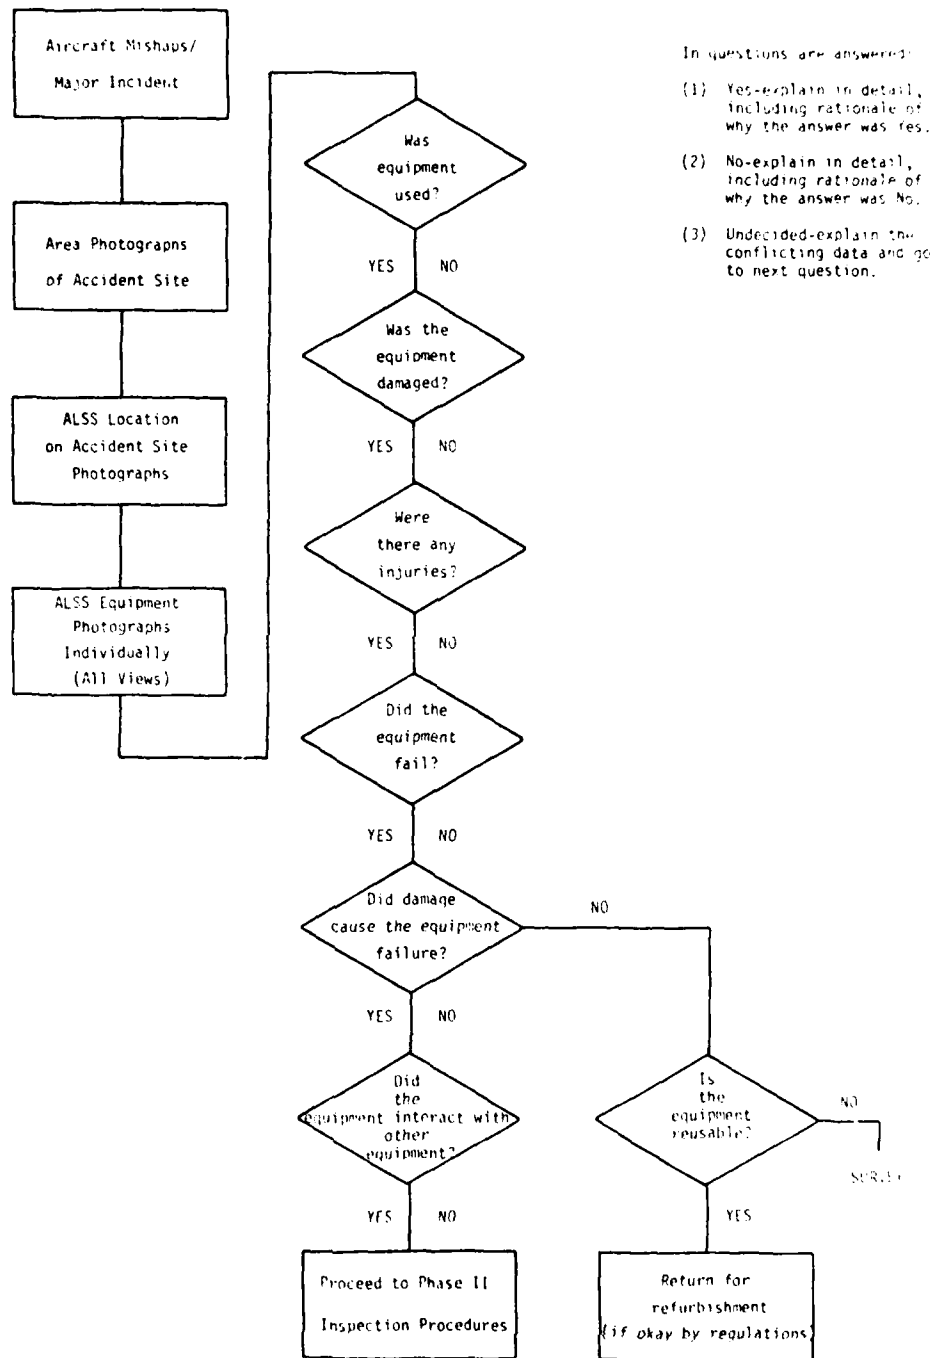 Aircraft Mishaps/
Major Incident
Area Photographs
of Accident Site
ALSS Location
on Accident Site
Photographs
ALSS Equipment
Photographs
Individually
(All Views)
Was
equipment
used?
YES NO
Was the
equipment
damaged?
YES NO
Were
there any
injuries?
YES NO
Did the
equipment
fail?
YES NO
Did damage
cause the equipment
failure?
NO
YES NO
Did
the
equipment interact with
other
equipment?
YES NO
Proceed to Phase II
Inspection Procedures
Is
the
equipment
reusable?
NO
YES
Return for
refurbishment
(if okay by regulations)
In questions are answered:
(1) Yes-explain in detail,
including rationale of
why the answer was Yes.
(2) No-explain in detail,
including rationale of
why the answer was No.
(3) Undecided-explain the
conflicting data and go
to next question.